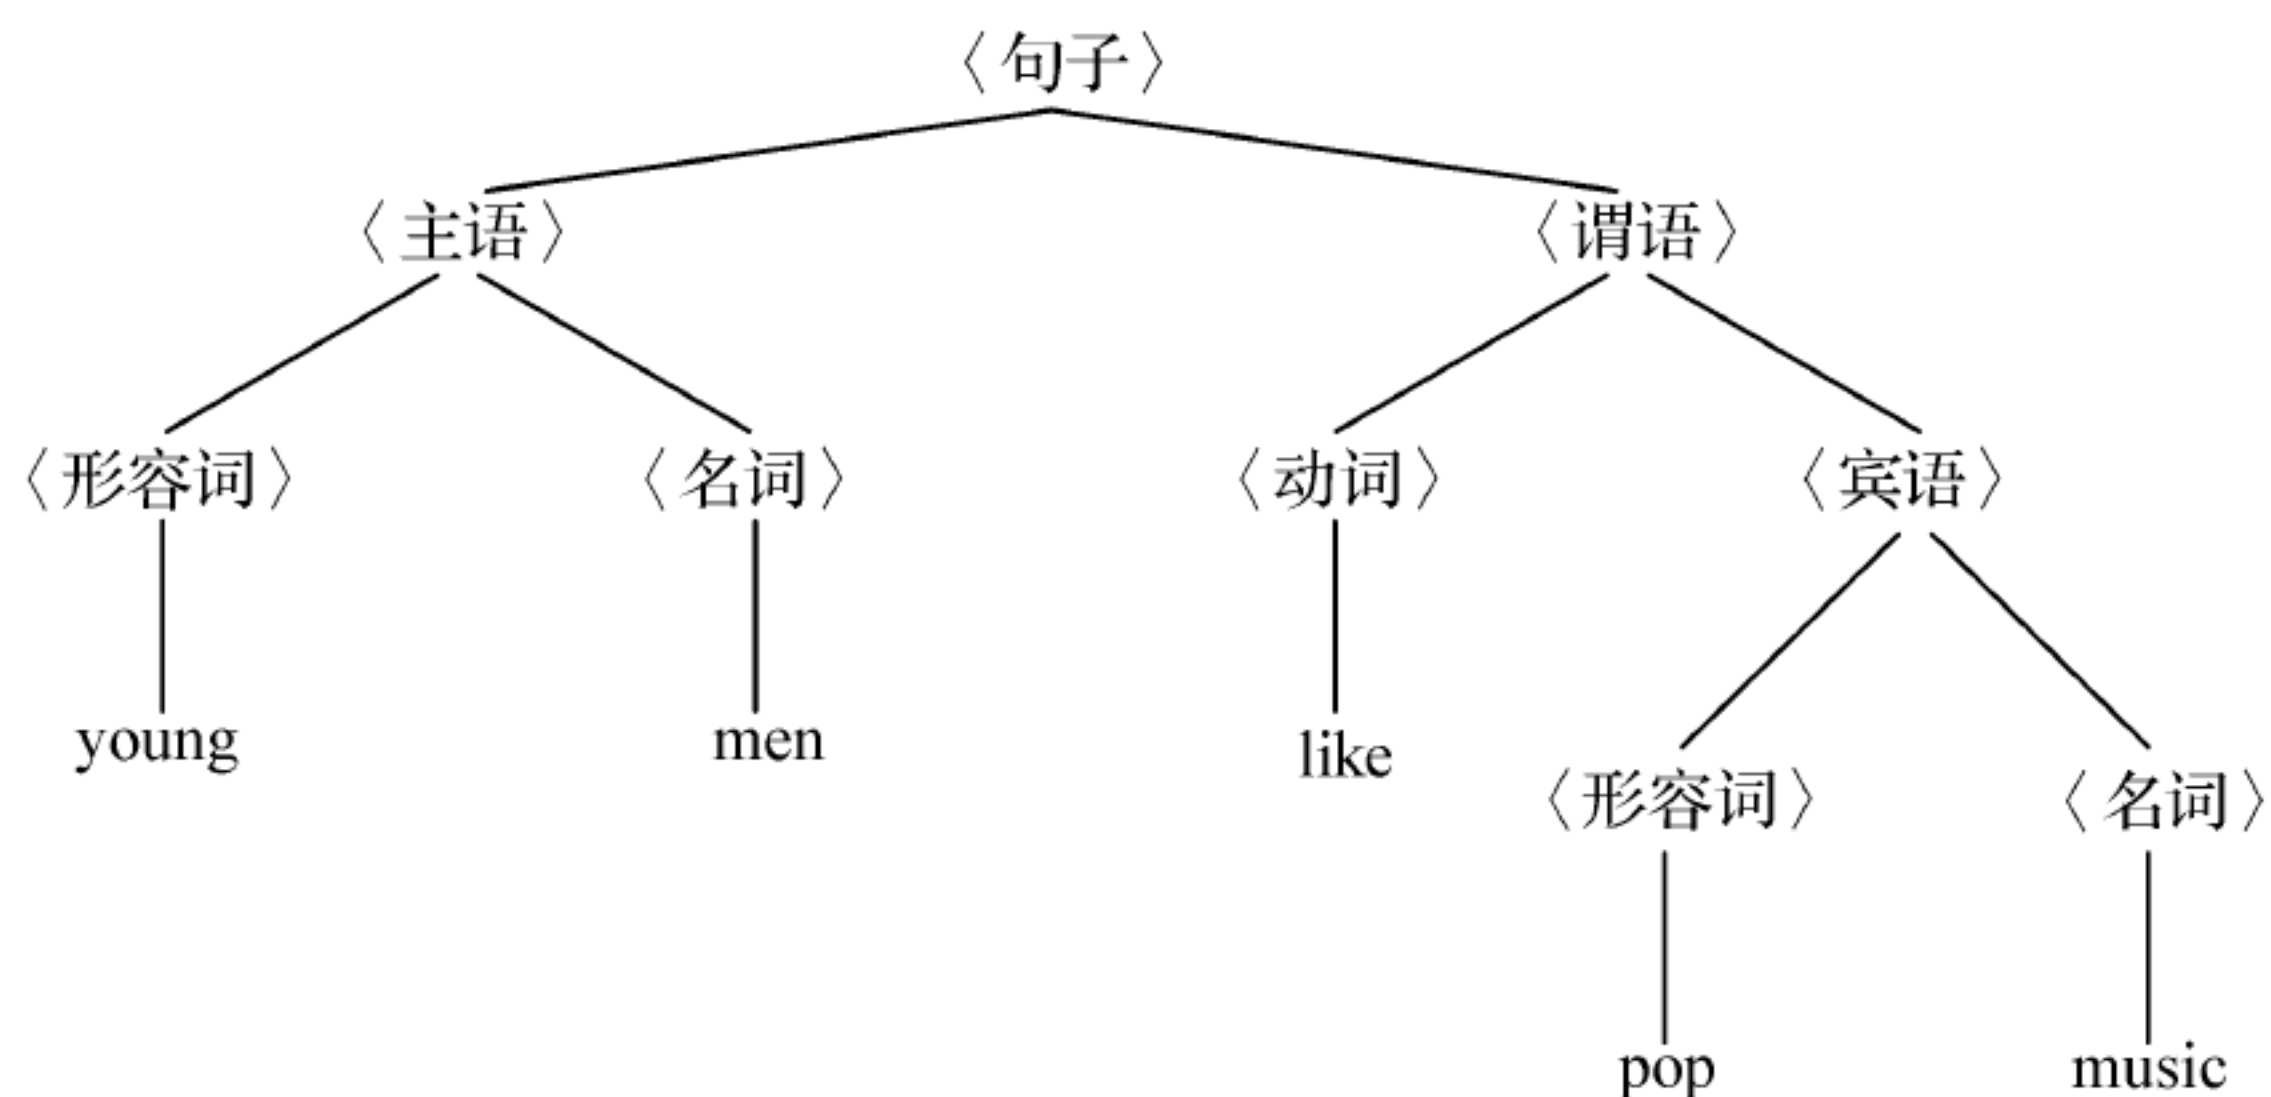 〈句子〉
〈主语〉 〈谓语〉
〈形容词〉 〈名词〉 〈动词〉 〈宾语〉
young men like
〈形容词〉 〈名词〉
pop music